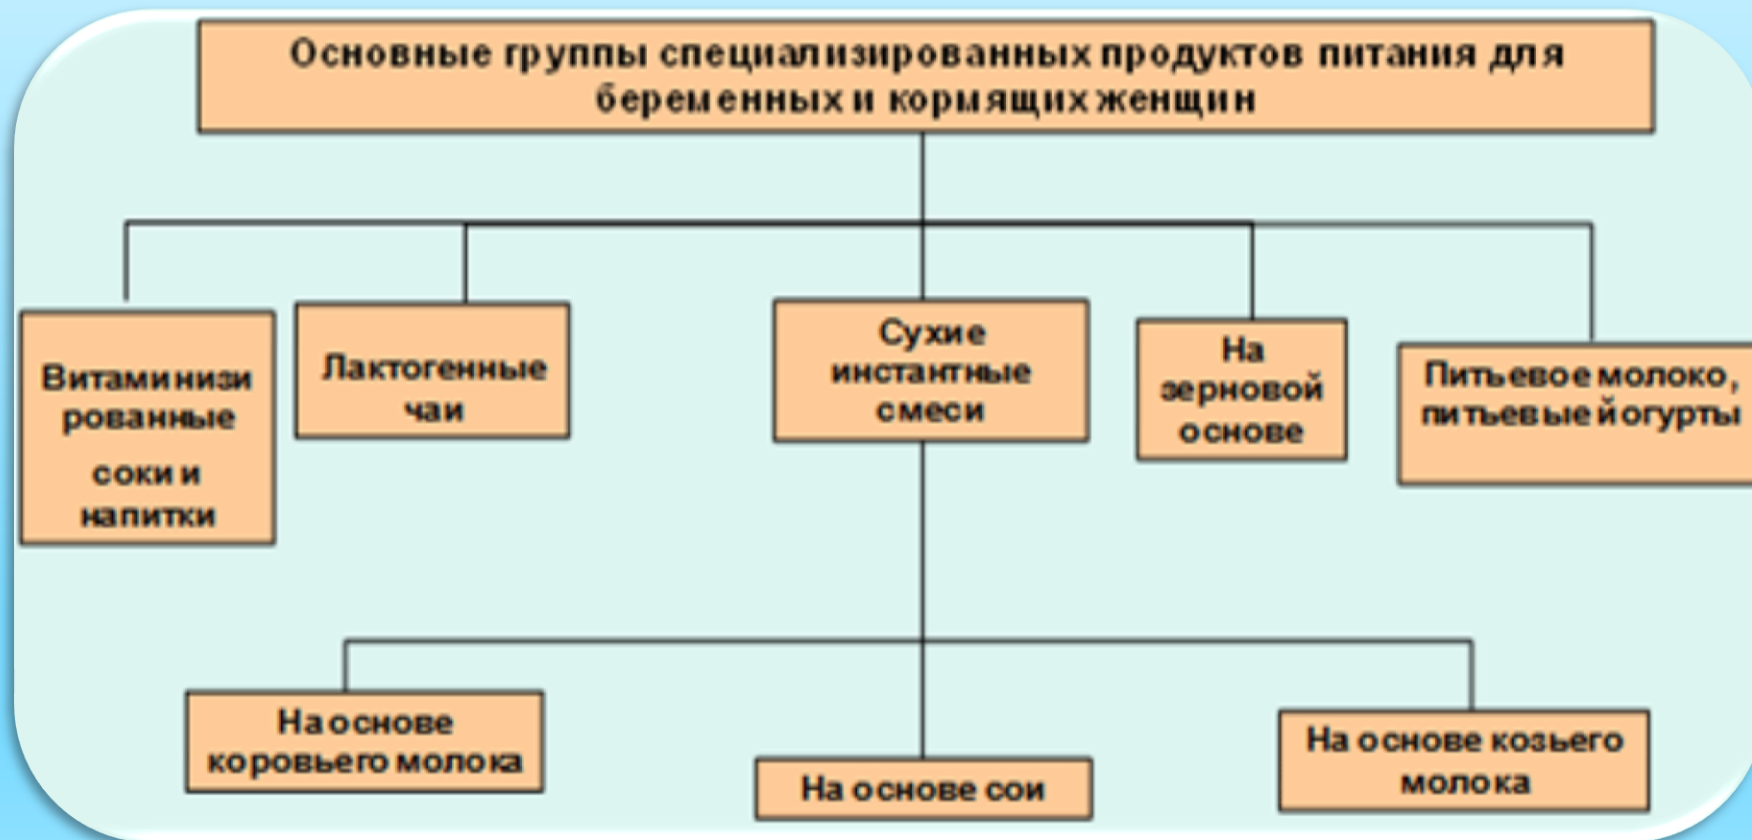 Основные группы специализированных продуктов питания для
беременных и кормящих женщин
Витаминизи
рованные
соки и
напитки
Лактогенные
чаи
Сухие
инстантные
смеси
На
зерновой
основе
Питьевое молоко,
питьевые йогурты
На основе
коровьего молока
На основе сои
На основе козьего
молока